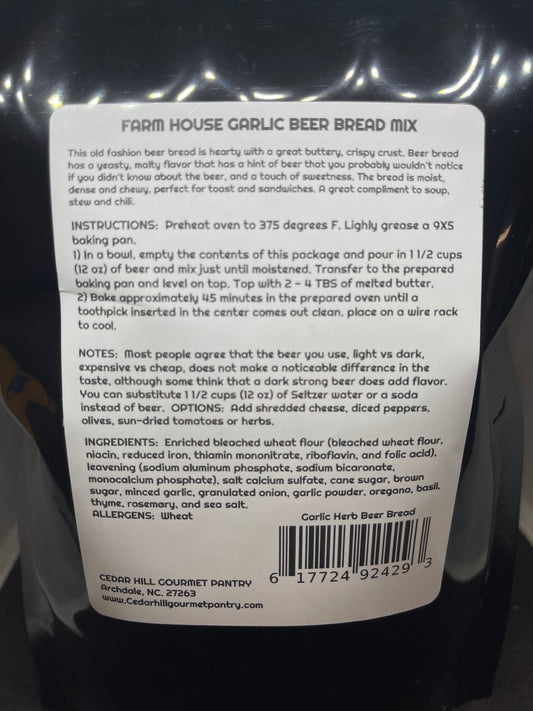 FARM HOUSE GARLIC BEER BREAD MIX
This old fashion beer bread is hearty with a great buttery, crispy crust. Beer bread
has a yeasty, malty flavor that has a hint of beer that you probably wouldn't notice
if you didn't know about the beer, and a touch of sweetness. The bread is moist,
dense and chewy, perfect for toast and sandwiches. A great compliment to soup,
stew and chili.
INSTRUCTIONS: Preheat oven to 375 degrees F. Lighly grease a 9X5
baking pan.
1) In a bowl, empty the contents of this package and pour in 1 1/2 cups
(12 oz) of beer and mix just until moistened. Transfer to the prepared
baking pan and level on top. Top with 2 - 4 TBS of melted butter.
2) Bake approximately 45 minutes in the prepared oven until a
toothpick inserted in the center comes out clean. place on a wire rack
to cool.
NOTES: Most people agree that the beer you use, light vs dark,
expensive vs cheap, does not make a noticeable difference in the
taste, although some think that a dark strong beer does add flavor.
You can substitute 1 1/2 cups (12 oz) of Seltzer water or a soda
instead of beer. OPTIONS: Add shredded cheese, diced peppers,
olives, sun-dried tomatoes or herbs.
INGREDIENTS: Enriched bleached wheat flour (bleached wheat flour,
niacin, reduced iron, thiamin mononitrate, riboflavin, and folic acid),
leavening (sodium aluminum phosphate, sodium bicaronate,
monocalcium phosphate), salt calcium sulfate, cane sugar, brown
sugar, minced garlic, granulated onion, garlic powder, oregano, basil,
thyme, rosemary, and sea salt.
ALLERGENS: Wheat
Garlic Herb Beer Bread
6 17724 92429 3
CEDAR HILL GOURMET PANTRY
Archdale, NC. 27263
www.Cedarhillgourmetpantry.com